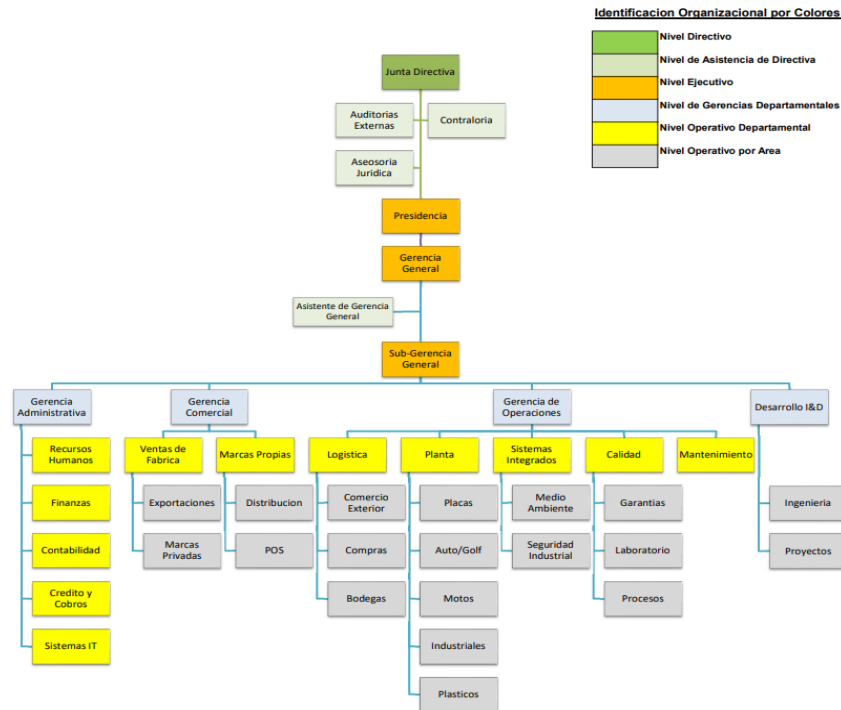 Identificacion Organizacional por Colores
Nivel Directivo
Nivel de Asistencia de Directiva
Nivel Ejecutivo
Nivel de Gerencias Departamentales
Nivel Operativo Departamental
Nivel Operativo por Area
Junta Directiva
Auditorias
Externas
Contraloria
Aseosoria
Juridica
Presidencia
Gerencia
General
Asistente de Gerencia
General
Sub-Gerencia
General
Gerencia
Administrativa
Gerencia
Comercial
Gerencia de
Operaciones
Desarrollo I&D
Recursos
Humanos
Ventas de
Fabrica
Marcas Propias
Logistica
Planta
Sistemas
Integrados
Calidad
Mantenimiento
Finanzas
Exportaciones
Distribucion
Comercio
Exterior
Placas
Medio
Ambiente
Garantias
Ingenieria
Contabilidad
Marcas
Privadas
POS
Compras
Auto/Golf
Seguridad
Industrial
Laboratorio
Proyectos
Credito y
Cobros
Bodegas
Motos
Procesos
Sistemas IT
Industriales
Plasticos